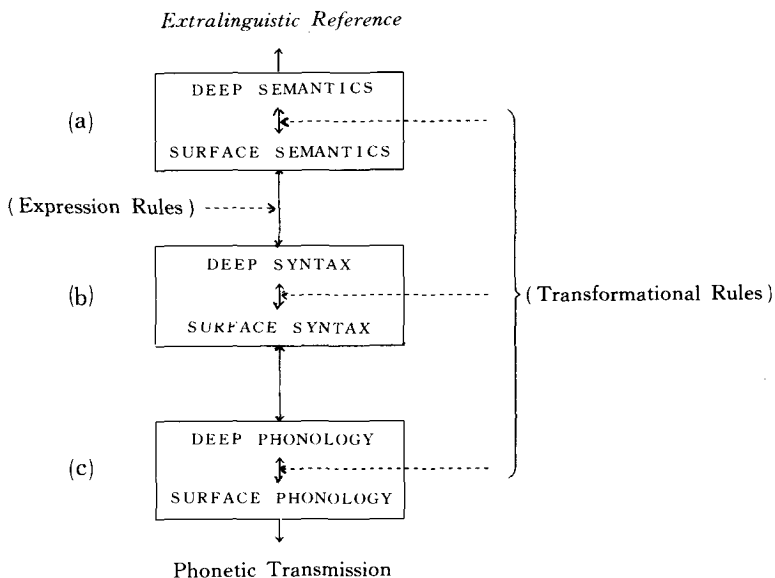 Extralinguistic Reference
DEEP SEMANTICS
(a)
SURFACE SEMANTICS
(Expression Rules)
DEEP SYNTAX
(b)
(Transformational Rules)
SURFACE SYNTAX
DEEP PHONOLOGY
(c)
SURFACE PHONOLOGY
Phonetic Transmission